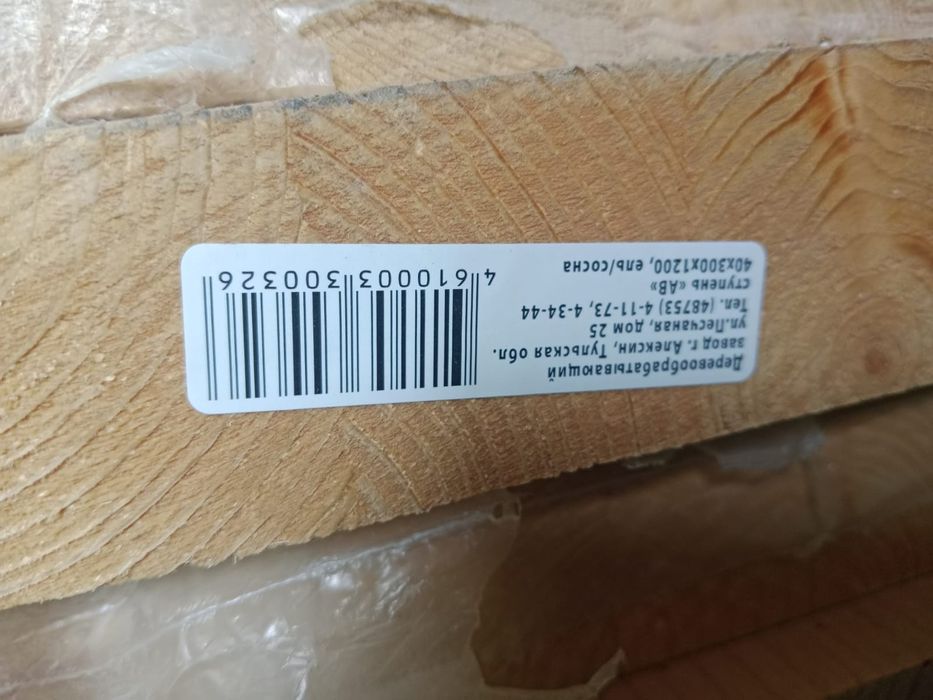 Деревообрабатывающий
завод г. Алексин, Тульская обл.
ул.Песчаная, дом 25
Тел. (48753) 4-11-73, 4-34-44
ступень «АВ»
40х300х1200, ель/сосна
4 610003 300326